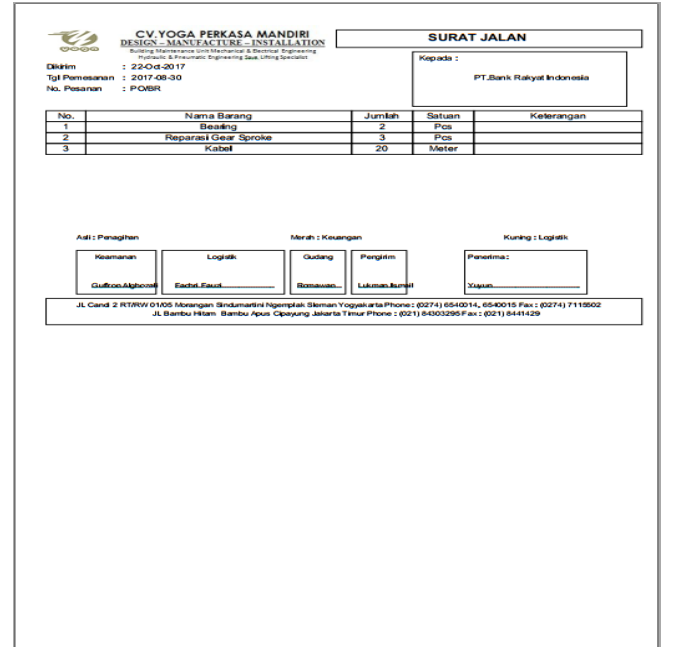 CV.YOGA PERKASA MANDIRI
DESIGN – MANUFACTURE – INSTALLATION
Building Maintenance Unit Mechanical & Electrical Engineering
Hydraulic & Pneumatic Engineering Lifting Specialist
SURAT JALAN
Dikirim : 22-Oct-2017
Tgl Pemesanan : 2017-08-30
No. Pesanan : PO/BR
Kepada :
PT.Bank Rakyat Indonesia
No. Nama Barang Jumlah Satuan Keterangan
1 Bearing 2 Pcs
2 Reparasi Gear Sproke 3 Pcs
3 Kabel 20 Meter
Asli : Penagihan Merah : Keuangan Kuning : Logistik
Keamanan Logistik Gudang Pengirim Penerima :
Guffron Alghozali Fachri Fauzi Romawan Lukman Ismail Yuyun
JL Candi 2 RT/RW 01/05 Morangan Sindumartini Ngemplak Sleman Yogyakarta Phone : (0274) 6540014, 6540015 Fax : (0274) 7115502
JL Bambu Hitam Bambu Apus Cipayung Jakarta Timur Phone : (021) 84303295 Fax : (021) 8441429